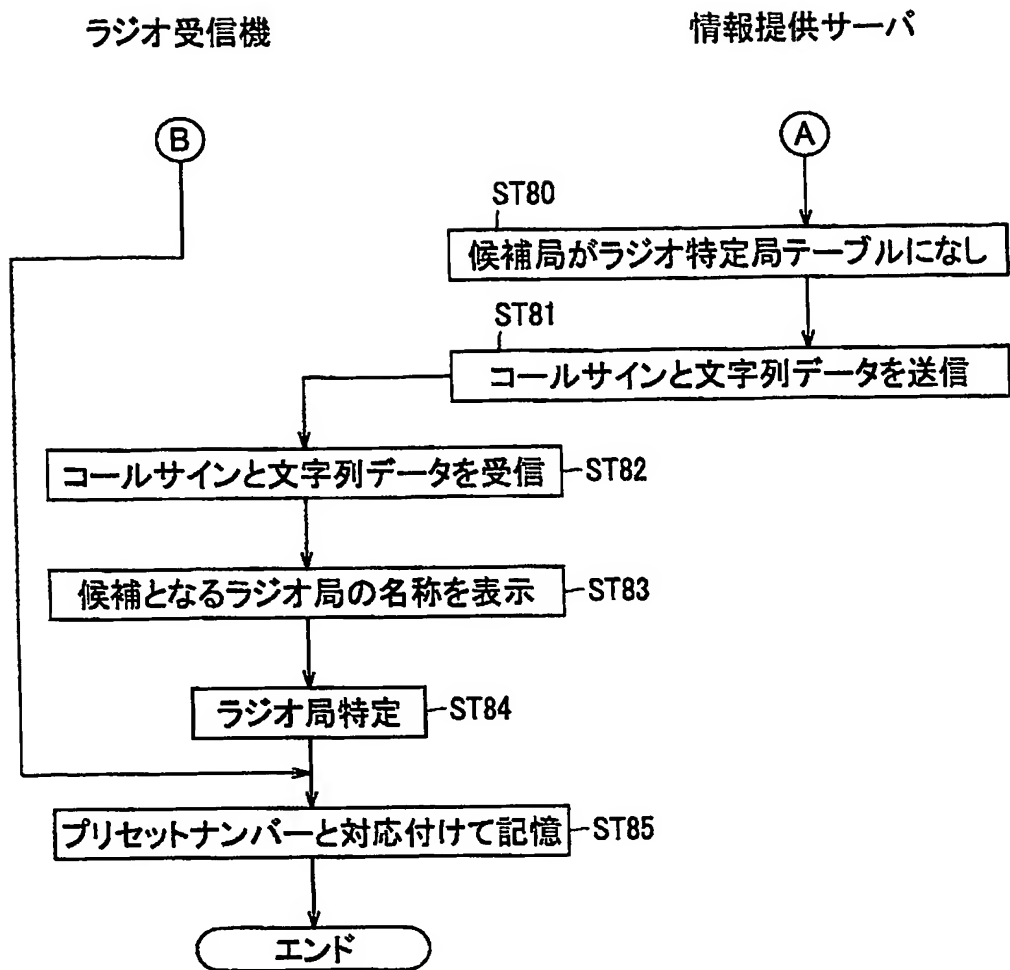 ラジオ受信機
情報提供サーバ
B
A
ST80
候補局がラジオ特定局テーブルになし
ST81
コールサインと文字列データを送信
コールサインと文字列データを受信
ST82
候補となるラジオ局の名称を表示
ST83
ラジオ局特定
ST84
プリセットナンバーと対応付けて記憶
ST85
エンド